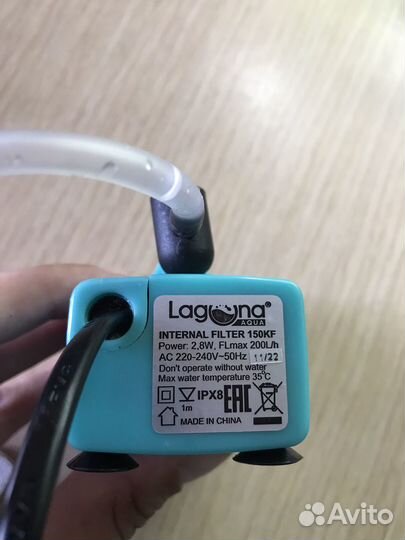 Laguna®
AQUA
INTERNAL FILTER 150KF
Power: 2,8W, FLmax 200L/h
AC 220-240V~50Hz 11/22
Don't operate without water
Max water temperature 35°C
IPX8 EAC
1m
MADE IN CHINA
Avito